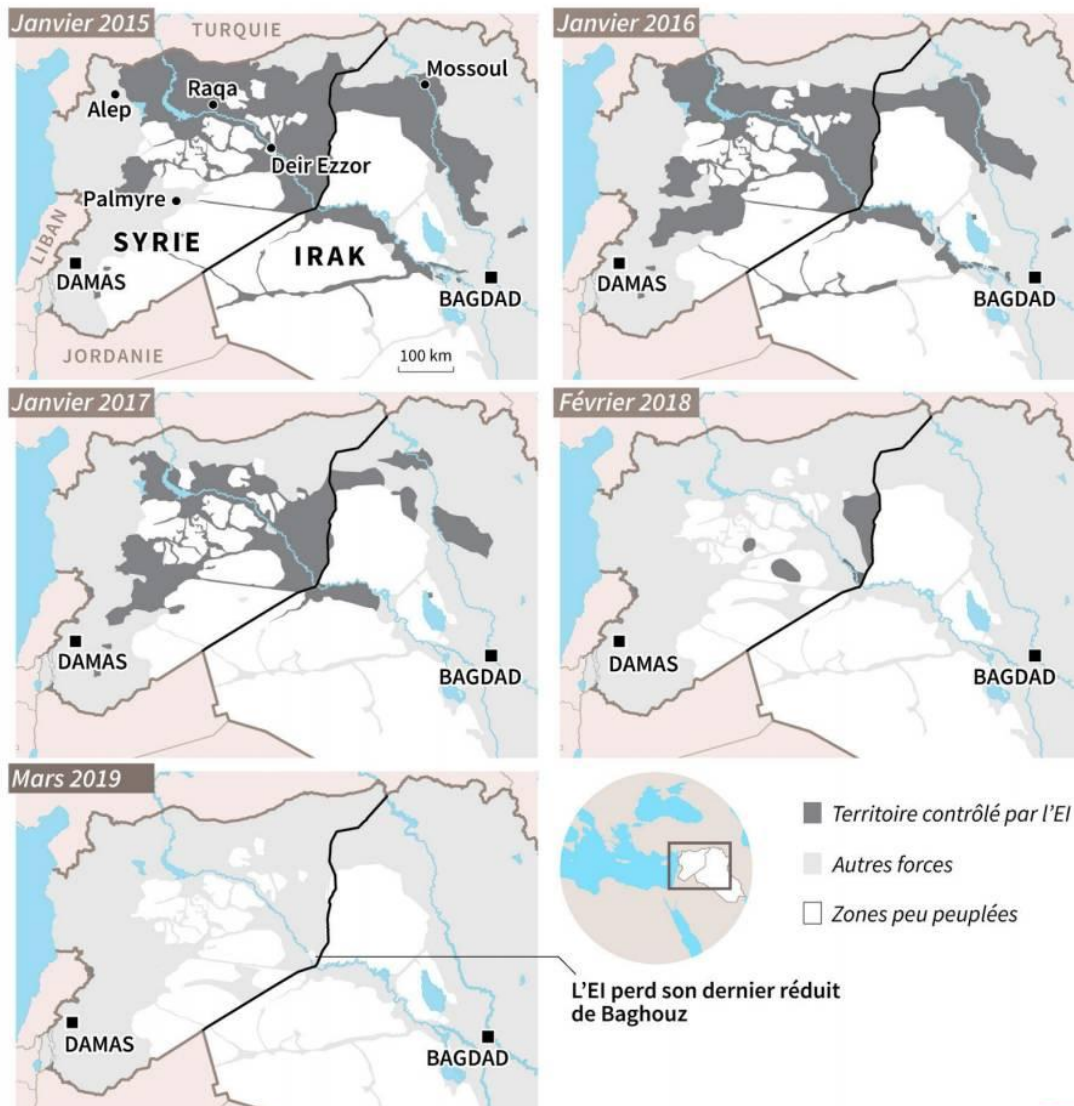 Janvier 2015
TURQUIE
Mossoul
Raqa
Alep
Deir Ezzor
Palmyre
LIBAN
SYRIE
IRAK
DAMAS
BAGDAD
JORDANIE
100 km
Janvier 2016
DAMAS
BAGDAD
Janvier 2017
DAMAS
BAGDAD
Février 2018
DAMAS
BAGDAD
Mars 2019
DAMAS
BAGDAD
Territoire contrôlé par l'EI
Autres forces
Zones peu peuplées
L'EI perd son dernier réduit
de Baghouz